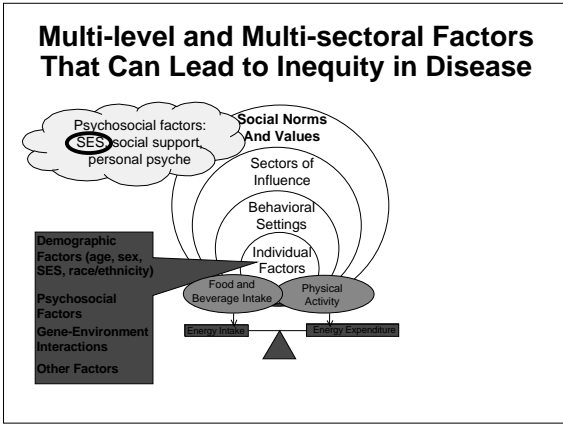 Multi-level and Multi-sectoral Factors
That Can Lead to Inequity in Disease
Psychosocial factors:
SES, social support,
personal psyche
Social Norms
And Values
Sectors of
Influence
Behavioral
Settings
Individual
Factors
Demographic
Factors (age, sex,
SES, race/ethnicity)
Psychosocial
Factors
Gene-Environment
Interactions
Other Factors
Food and
Beverage Intake
Physical
Activity
Energy Intake
Energy Expenditure